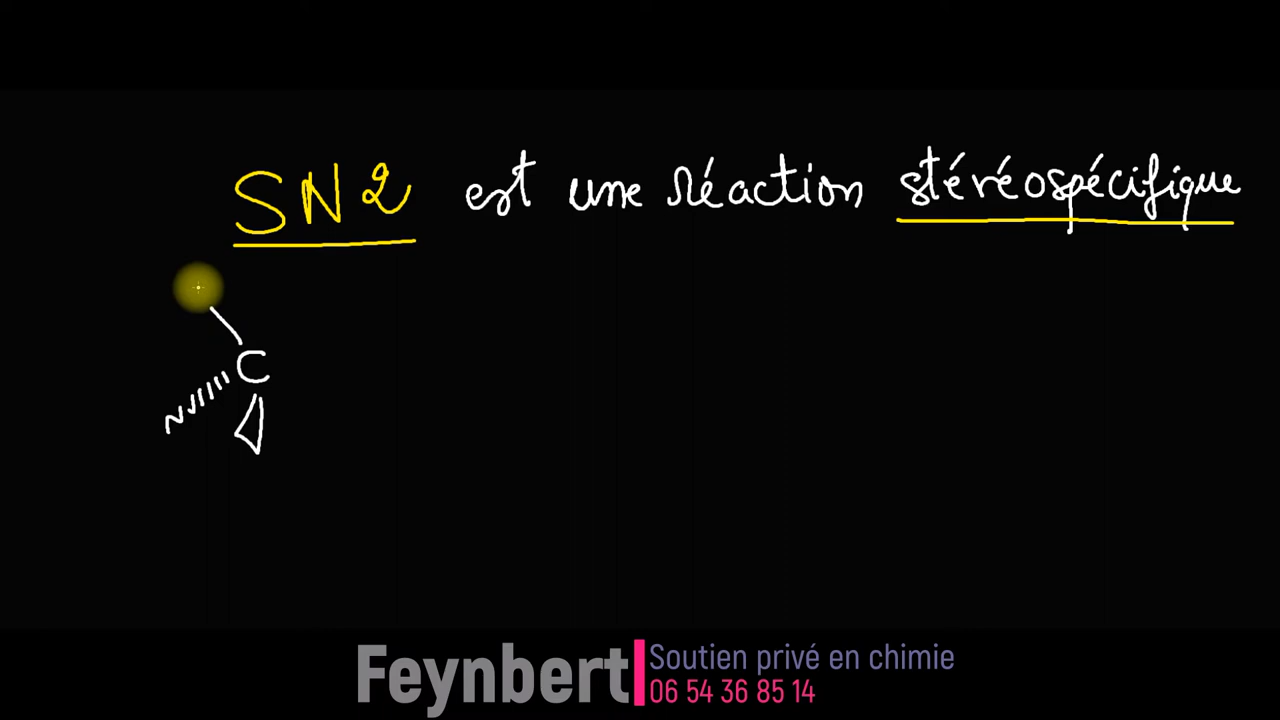 SN2 est une réaction stéréospécifique
C
Feynbert
Soutien privé en chimie
06 54 36 85 14